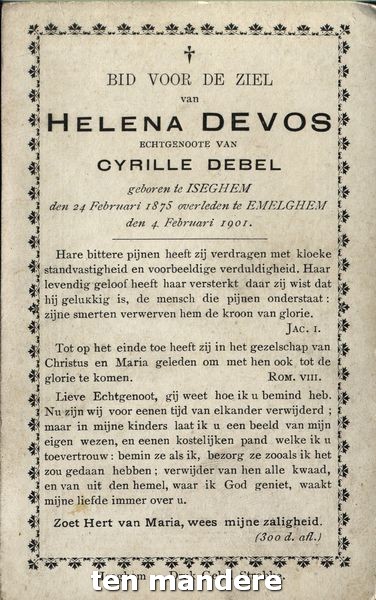 BID VOOR DE ZIEL
van
HELENA DEVOS
ECHTGENOOTE VAN
CYRILLE DEBEL
geboren te ISEGHEM
den 24 Februari 1875 overleden te EMELGHEM
den 4 Februari 1901.
Hare bittere pijnen heeft zij verdragen met kloeke
standvastigheid en voorbeeldige verduldigheid. Haar
levendig geloof heeft haar versterkt daar zij wist dat
hij gelukkig is, de mensch die pijnen onderstaat :
zijne smerten verwerven hem de kroon van glorie.
JAC. I.
Tot op het einde toe heeft zij in het gezelschap van
Christus en Maria geleden om met hen ook tot de
glorie te komen. ROM. VIII.
Lieve Echtgenoot, gij weet hoe ik u bemind heb.
Nu zijn wij voor eenen tijd van elkander verwijderd ;
maar in mijne kinders laat ik u een beeld van mijn
eigen wezen, en eenen kostelijken pand welke ik u
toevertrouw : bemin ze als ik, bezorg ze zooals ik het
zou gedaan hebben ; verwijder van hen alle kwaad,
en van uit den hemel, waar ik God geniet, waakt
mijne liefde immer over u.
Zoet Hert van Maria, wees mijne zaligheid.
(300 d. afl.)
ten mandere